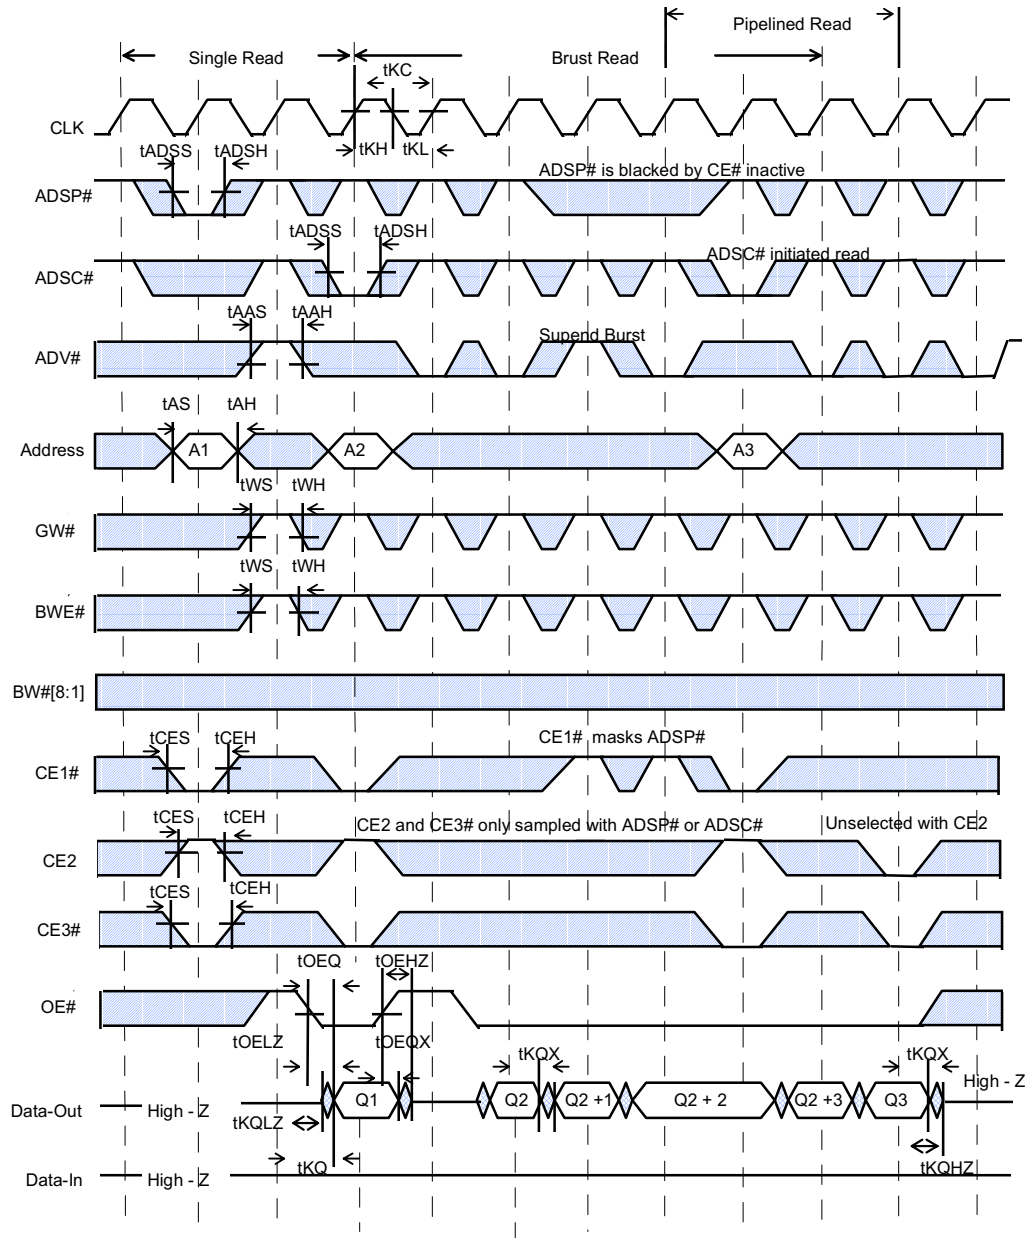 Pipelined Read
Single Read
Brust Read
tKC
CLK
tADSS
tADSH
tKH
tKL
ADSP# is blacked by CE# inactive
ADSP#
tADSS
tADSH
ADSC# initiated read
ADSC#
tAAS
tAAH
Supend Burst
ADV#
tAS
tAH
Address
A1
A2
A3
tWS
tWH
GW#
tWS
tWH
BWE#
BW#[8:1]
tCES
tCEH
CE1# masks ADSP#
CE1#
tCES
tCEH
CE2 and CE3# only sampled with ADSP# or ADSC#
Unselected with CE2
CE2
tCES
tCEH
CE3#
tOEQ
tOEHZ
OE#
tOELZ
tOEQX
tKQX
tKQX
High - Z
Data-Out
High - Z
Q1
Q2
Q2 +1
Q2 + 2
Q2 +3
Q3
tKQLZ
tKQ
tKQHZ
Data-In
High - Z